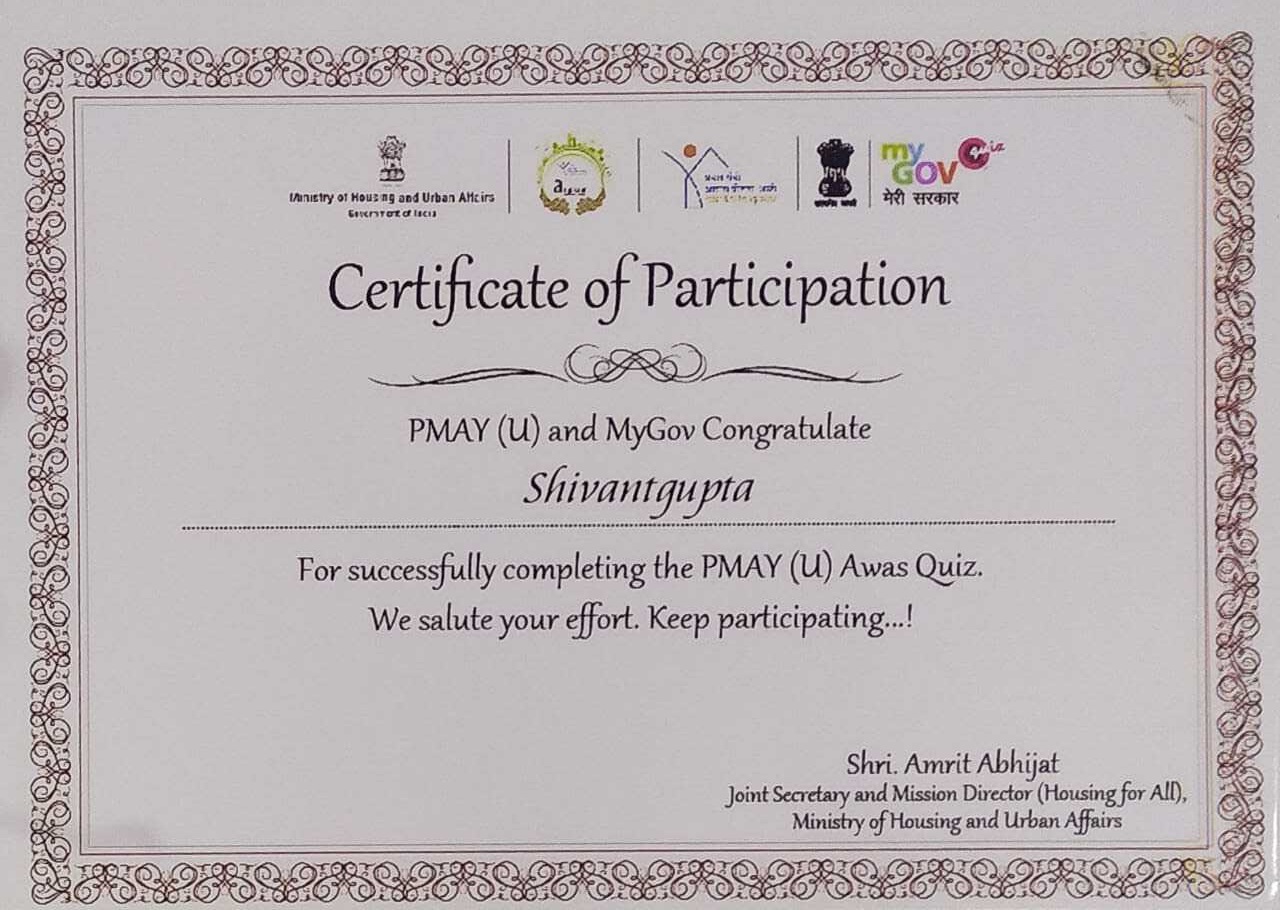 Ministry of Housing and Urban Affairs
Government of India
my
GOV
quiz
मेरी सरकार
Certificate of Participation
PMAY (U) and MyGov Congratulate
Shivantgupta
For successfully completing the PMAY (U) Awas Quiz.
We salute your effort. Keep participating...!
Shri. Amrit Abhijat
Joint Secretary and Mission Director (Housing for All),
Ministry of Housing and Urban Affairs